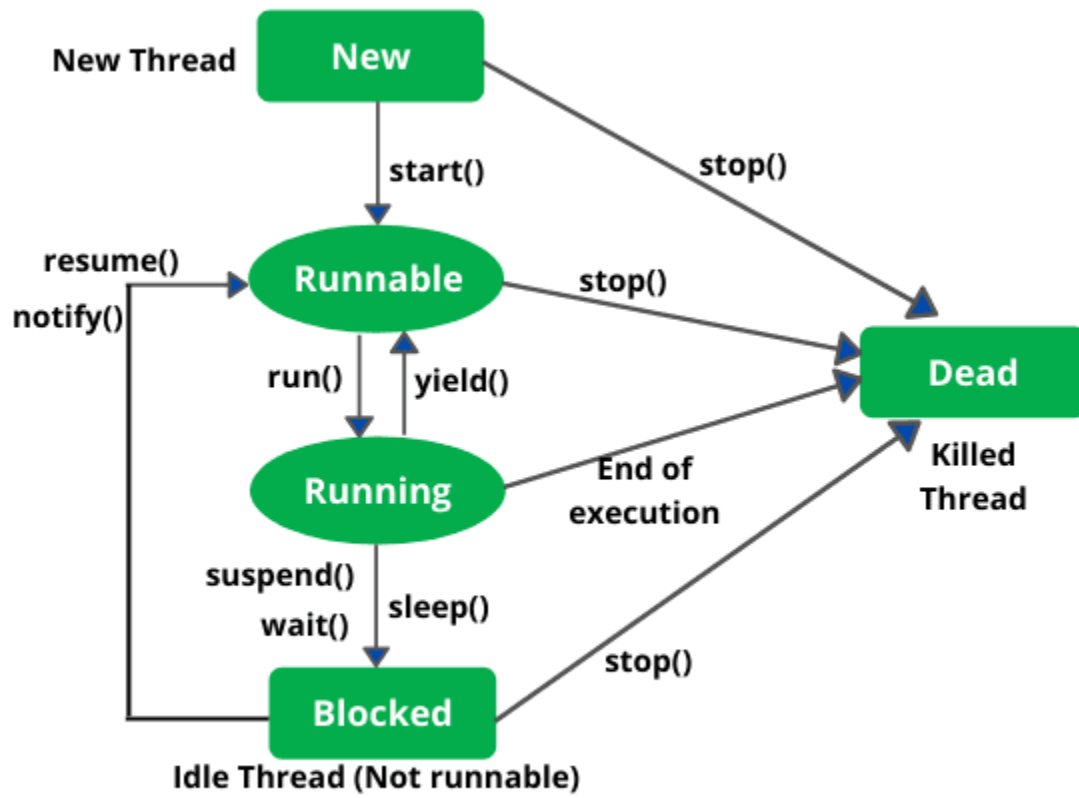 New Thread
New
start()
stop()
resume()
notify()
Runnable
stop()
run()
yield()
Dead
Killed
Thread
Running
End of
execution
suspend()
wait()
sleep()
stop()
Blocked
Idle Thread (Not runnable)